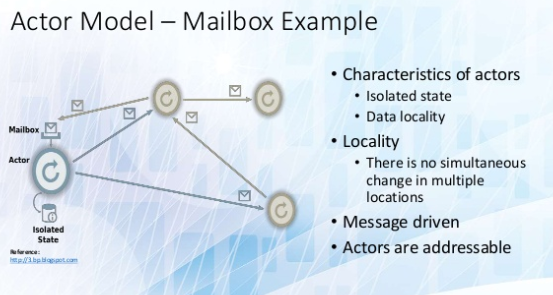 Actor Model – Mailbox Example
Mailbox
Actor
Isolated
State
Reference:
http://3.bp.blogspot.com
• Characteristics of actors
• Isolated state
• Data locality
• Locality
• There is no simultaneous
change in multiple
locations
• Message driven
• Actors are addressable